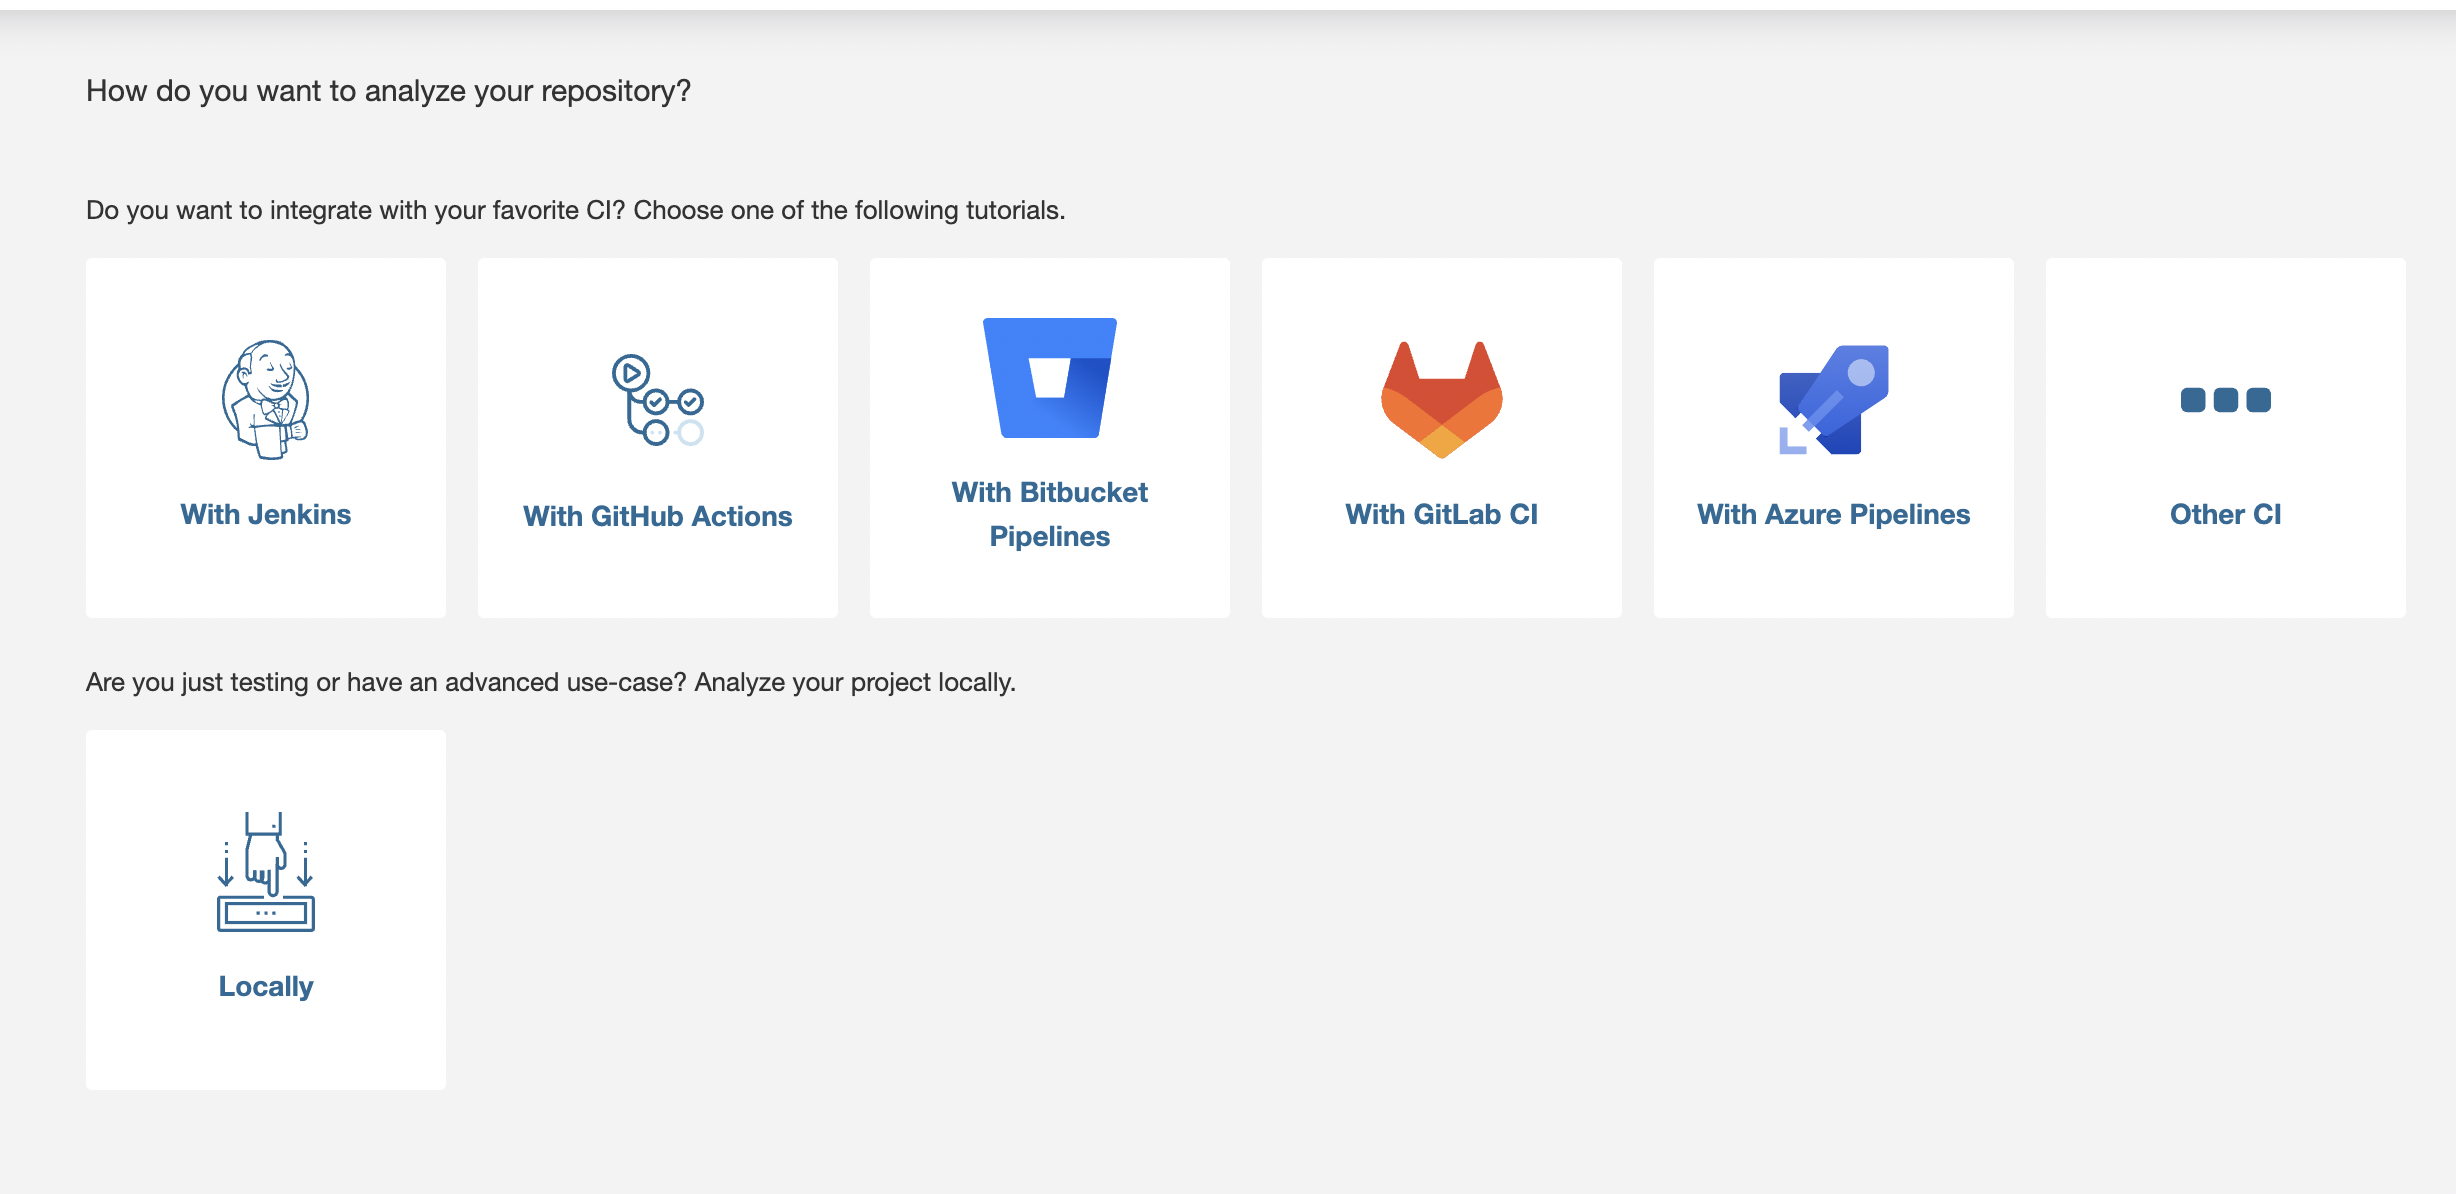 How do you want to analyze your repository?
Do you want to integrate with your favorite CI? Choose one of the following tutorials.
With Jenkins
With GitHub Actions
With Bitbucket
Pipelines
With GitLab CI
With Azure Pipelines
Other CI
Are you just testing or have an advanced use-case? Analyze your project locally.
Locally